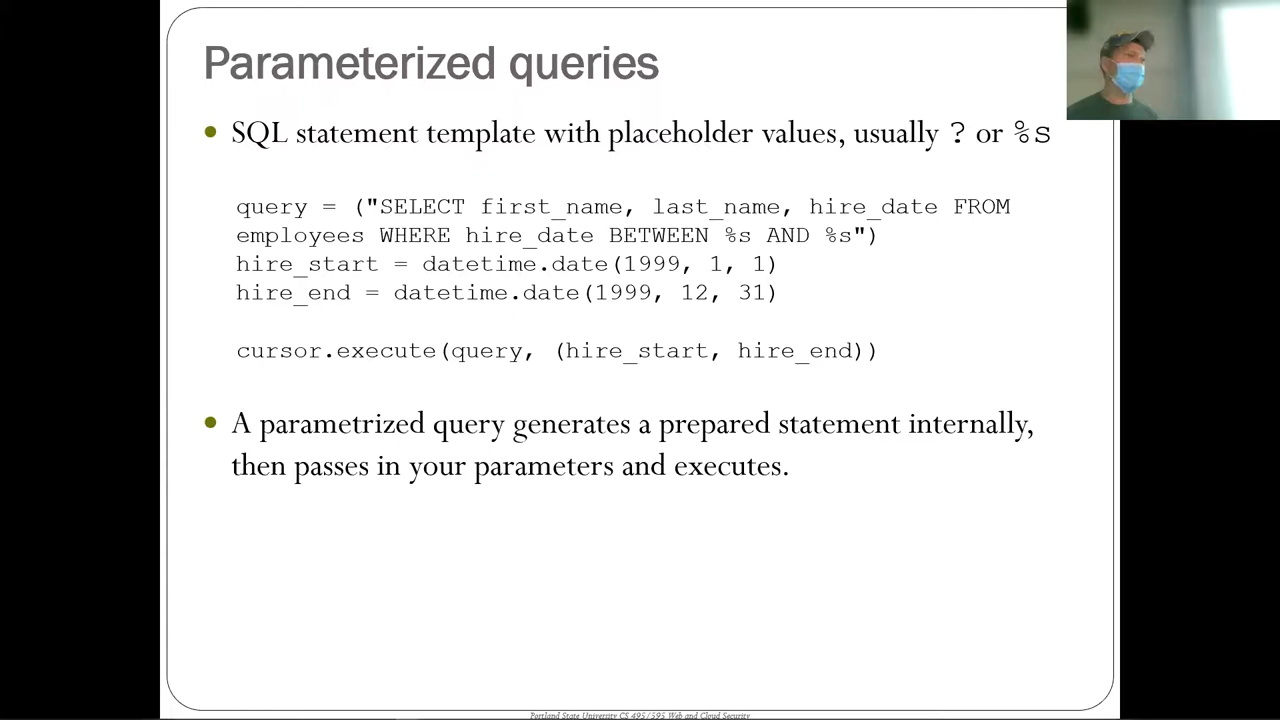 Parameterized queries
• SQL statement template with placeholder values, usually ? or %s
query = ("SELECT first_name, last_name, hire_date FROM
employees WHERE hire_date BETWEEN %s AND %s")
hire_start = datetime.date(1999, 1, 1)
hire_end = datetime.date(1999, 12, 31)
cursor.execute(query, (hire_start, hire_end))
• A parametrized query generates a prepared statement internally,
then passes in your parameters and executes.
Portland State University CS 495/595 Web and Cloud Security